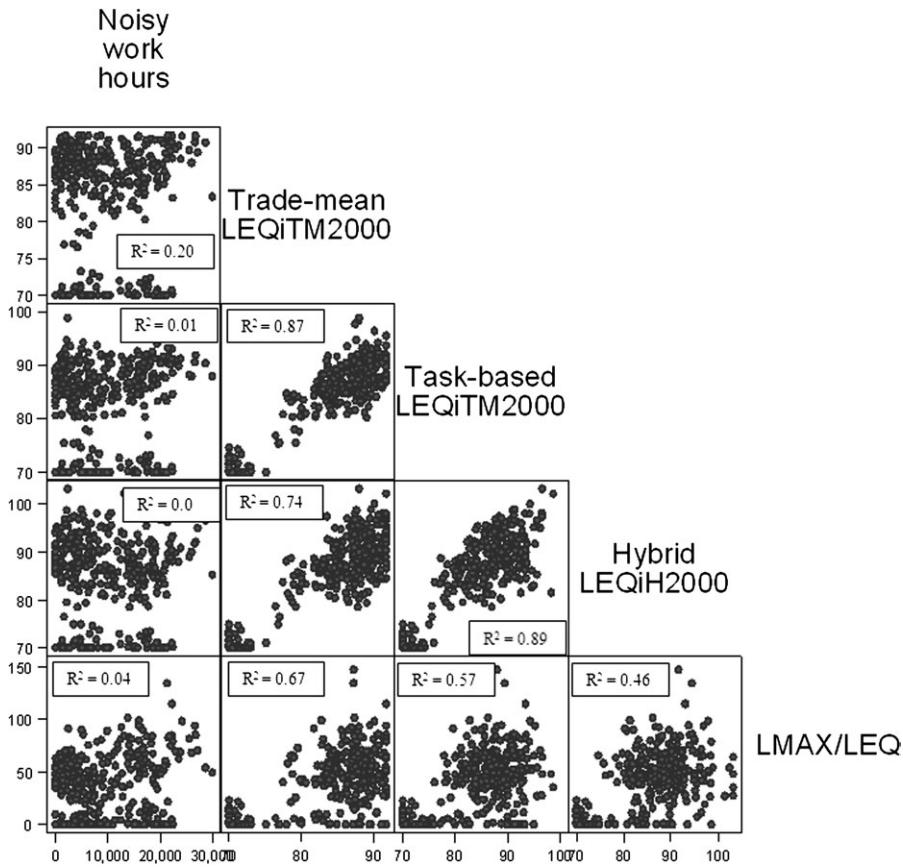 Noisy
work
hours
90
85
80
75
70
R² = 0.20
Trade-mean
LEQiTM2000
100
90
80
70
R² = 0.01
R² = 0.87
Task-based
LEQiTM2000
100
90
80
70
R² = 0.0
R² = 0.74
R² = 0.89
Hybrid
LEQiH2000
150
100
50
0
R² = 0.04
R² = 0.67
R² = 0.57
R² = 0.46
LMAX/LEQ
0 10,000 20,000 30,000 70 80 90 70 80 90 100 70 80 90 100